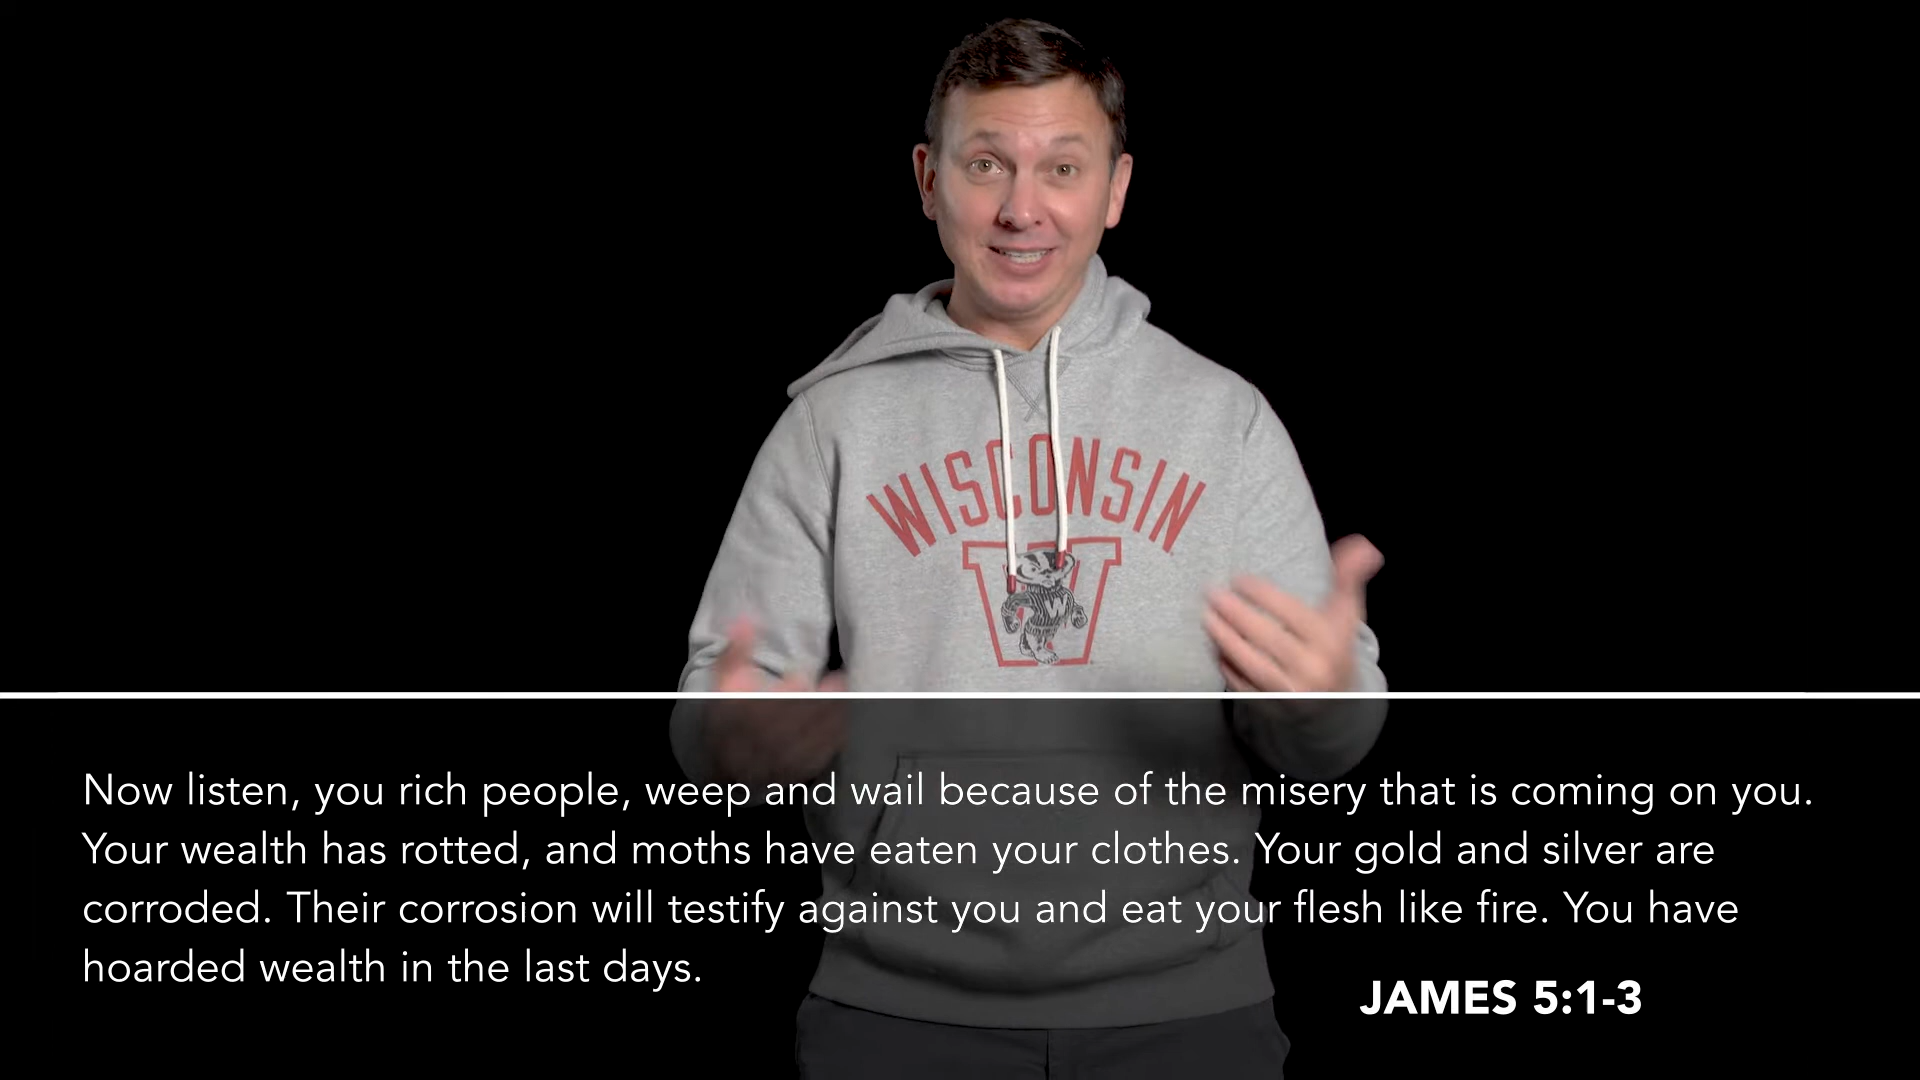 WISCONSIN
W
Now listen, you rich people, weep and wail because of the misery that is coming on you.
Your wealth has rotted, and moths have eaten your clothes. Your gold and silver are
corroded. Their corrosion will testify against you and eat your flesh like fire. You have
hoarded wealth in the last days.
JAMES 5:1-3